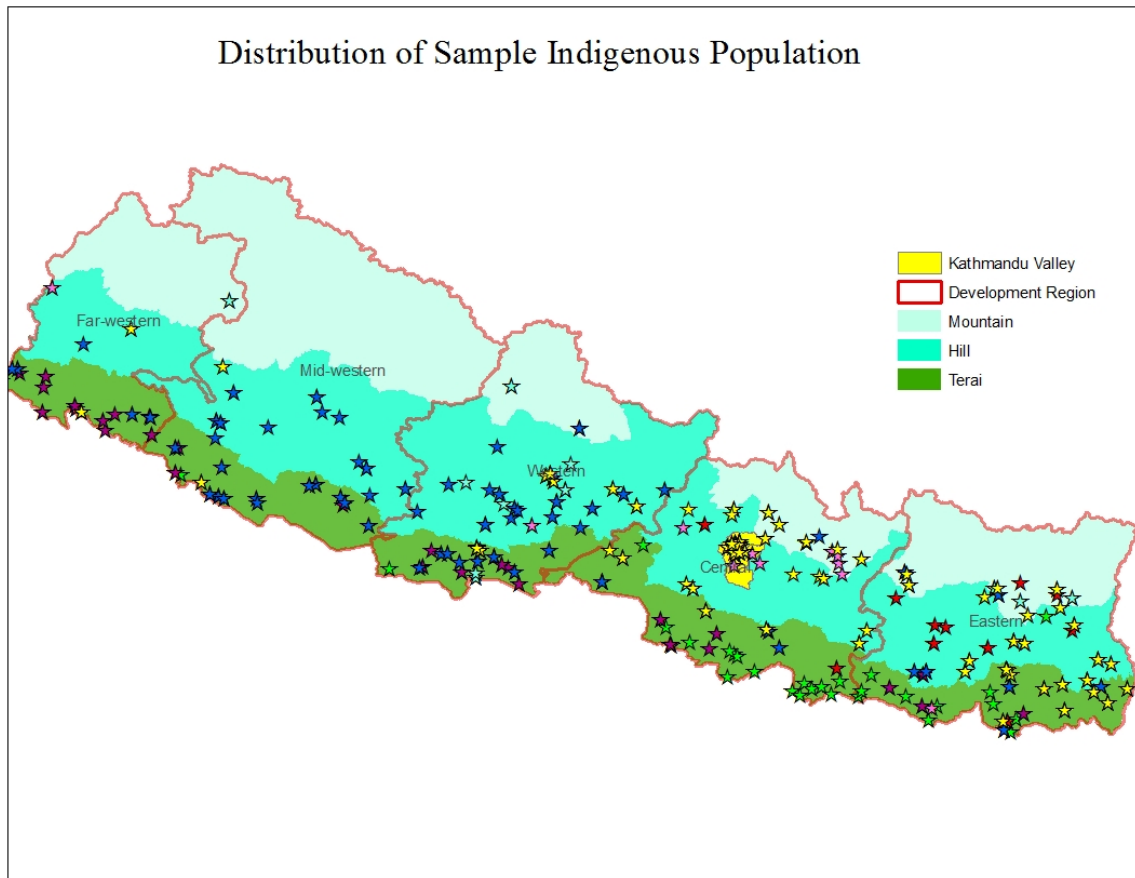 Distribution of Sample Indigenous Population
Kathmandu Valley
Development Region
Mountain
Hill
Terai
Far-western
Mid-western
Western
Central
Eastern